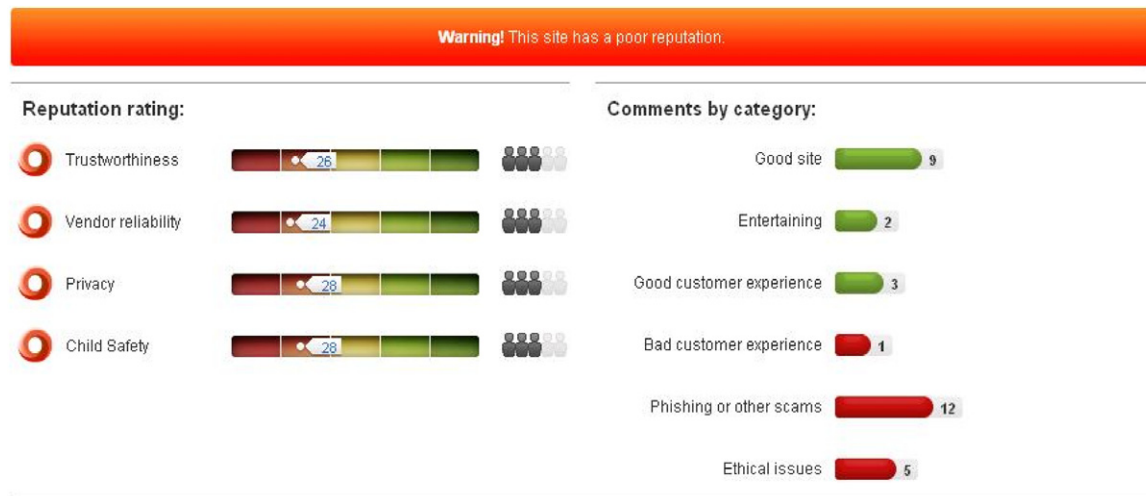 Warning! This site has a poor reputation.
Reputation rating:
Trustworthiness 26
Vendor reliability 24
Privacy 28
Child Safety 28
Comments by category:
Good site 9
Entertaining 2
Good customer experience 3
Bad customer experience 1
Phishing or other scams 12
Ethical issues 5